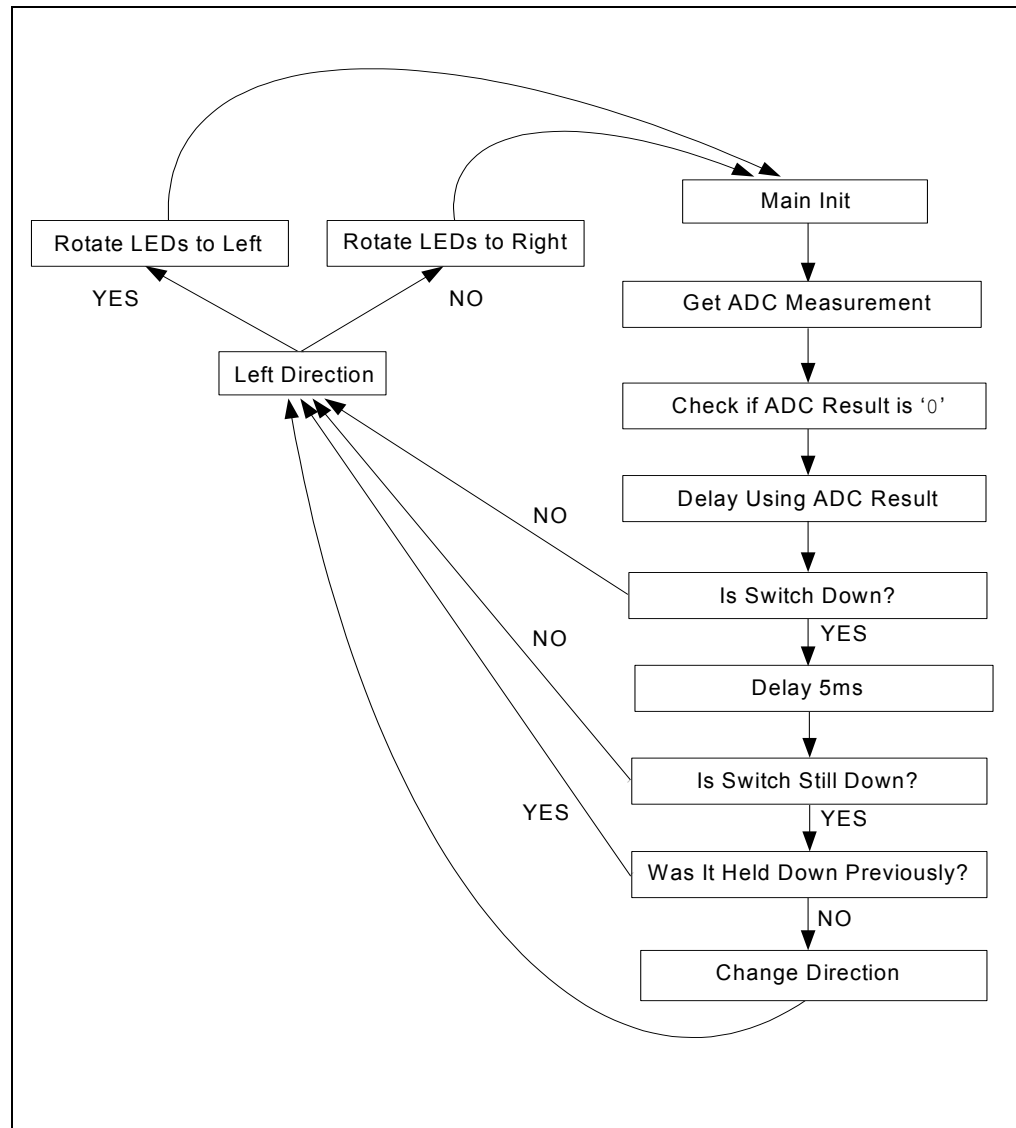 Main Init
Rotate LEDs to Left
Rotate LEDs to Right
YES
NO
Get ADC Measurement
Left Direction
Check if ADC Result is ‘0’
Delay Using ADC Result
NO
Is Switch Down?
YES
NO
Delay 5ms
Is Switch Still Down?
YES
YES
Was It Held Down Previously?
NO
Change Direction